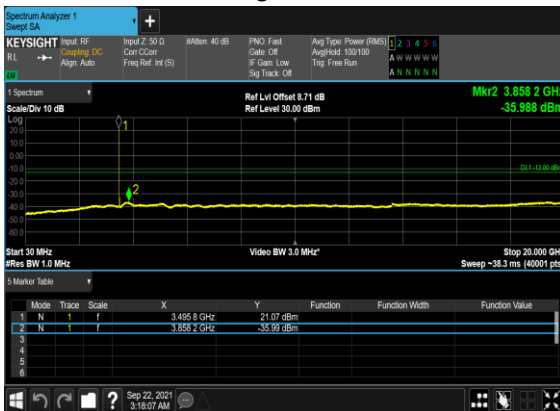 Spectrum Analyzer 1
Swept SA
KEYSIGHT Input: RF Input Z: 50 Ω #Atten: 40 dB PNO: Fast Avg Type: Power (RMS) 1 2 3 4 5 6
RL Coupling: DC Corr CCorr Gate: Off Avg|Hold: 100/100 A W W W W W
Align: Auto Freq Ref: Int (S) IF Gain: Low Trig: Free Run
Sig Track: Off A N N N N N
1 Spectrum Ref Lvl Offset 8.71 dB Mkr2 3.858 2 GHz
Scale/Div 10 dB Ref Level 30.00 dBm -35.988 dBm
Log
20.0
10.0
0.00
-10.0
-20.0
-30.0
-40.0
-50.0
-60.0
1
2
DL1 -13.00 dBm
Start 30 MHz Video BW 3.0 MHz* Stop 20.000 GHz
#Res BW 1.0 MHz Sweep ~38.3 ms (40001 pts)
5 Marker Table
Mode Trace Scale X Y Function Function Width Function Value
1 N 1 f 3.495 8 GHz 21.07 dBm
2 N 1 f 3.858 2 GHz -35.99 dBm
3
4
5
6
? Sep 22, 2021
3:18:07 AM